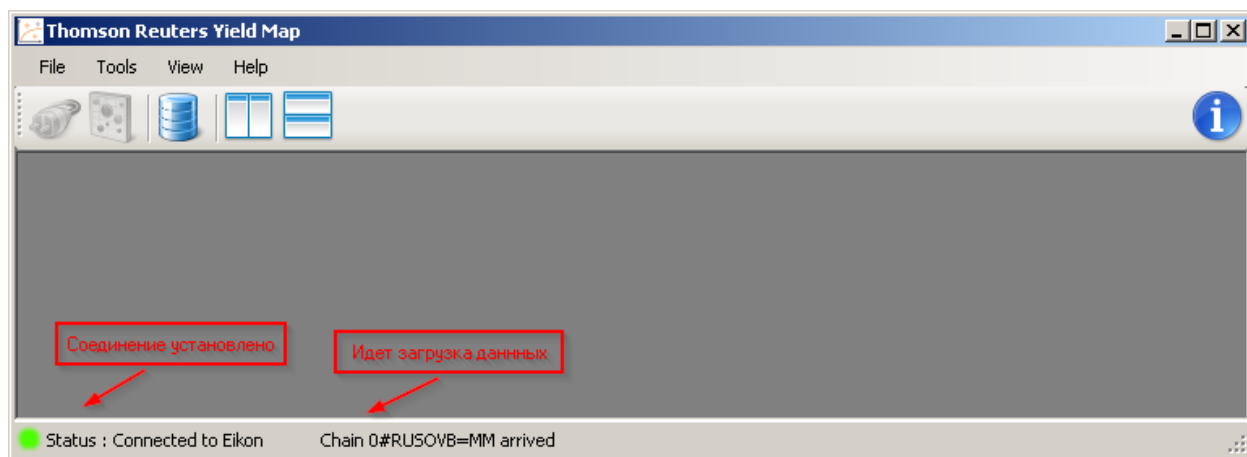 Thomson Reuters Yield Map
File Tools View Help
Соединение установлено
Идет загрузка даннных
Status : Connected to Eikon Chain 0#RUSOVB=MM arrived